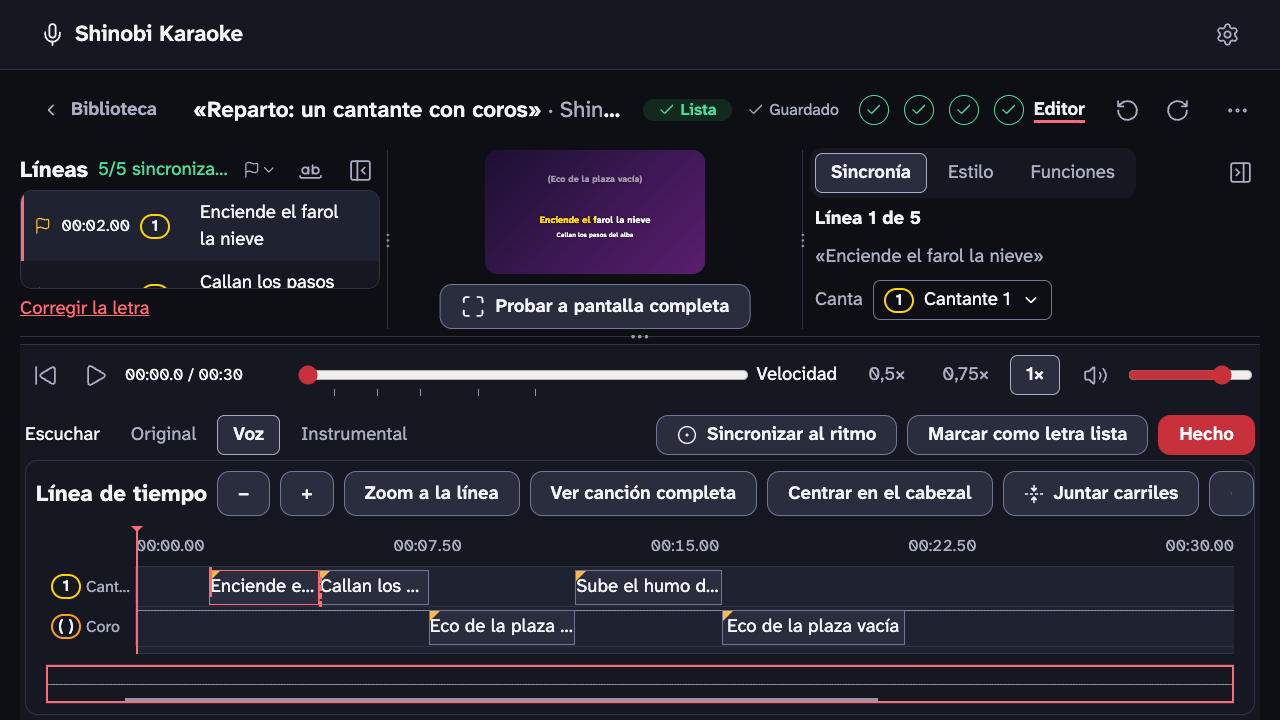 Shinobi Karaoke
Biblioteca
«Reparto: un cantante con coros» · Shin...
Lista
Guardado
Editor
Líneas
5/5 sincroniza...
ab
00:02.00
1
Enciende el farol
la nieve
Callan los pasos
Corregir la letra
(Eco de la plaza vacía)
Enciende el farol la nieve
Callan los pasos del alba
Probar a pantalla completa
Sincronía
Estilo
Funciones
Línea 1 de 5
«Enciende el farol la nieve»
Canta
1
Cantante 1
00:00.0 / 00:30
Velocidad
0,5×
0,75×
1×
Escuchar
Original
Voz
Instrumental
Sincronizar al ritmo
Marcar como letra lista
Hecho
Línea de tiempo
−
+
Zoom a la línea
Ver canción completa
Centrar en el cabezal
Juntar carriles
00:00.00
00:07.50
00:15.00
00:22.50
00:30.00
1
Cant...
Enciende e...
Callan los ...
Sube el humo d...
( )
Coro
Eco de la plaza ...
Eco de la plaza vacía